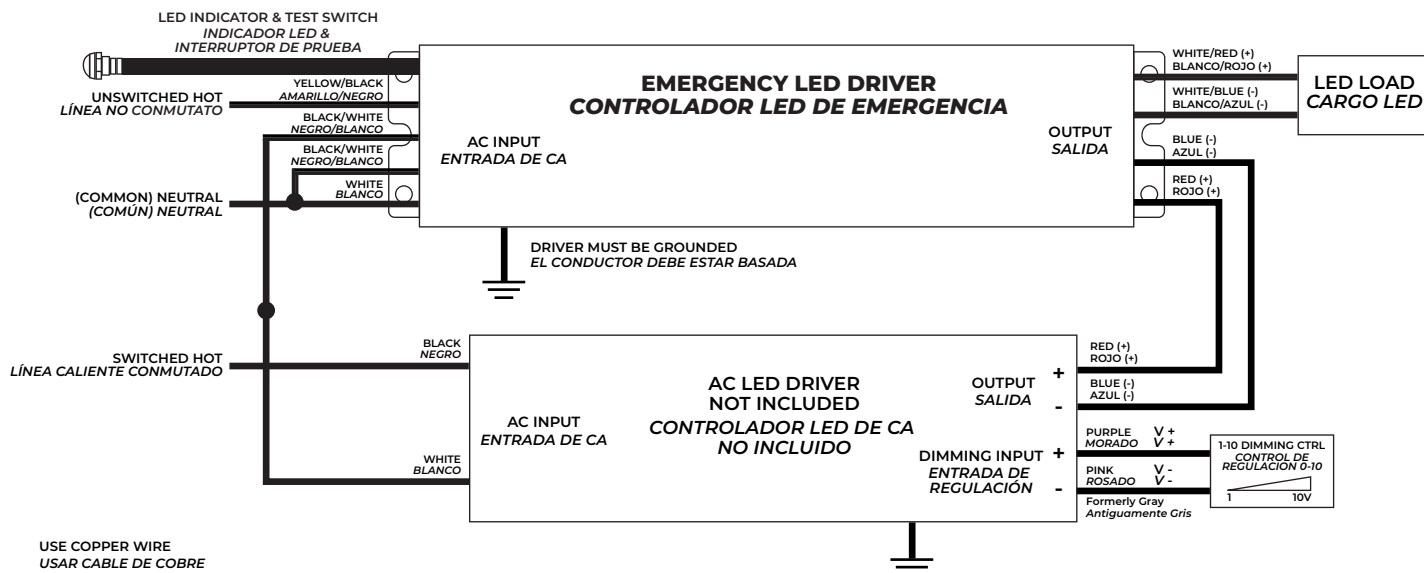 LED INDICATOR & TEST SWITCH
INDICADOR LED &
INTERRUPTOR DE PRUEBA
YELLOW/BLACK
AMARILLO/NEGRO
UNSWITCHED HOT
LÍNEA NO CONMUTATO
BLACK/WHITE
NEGRO/BLANCO
BLACK/WHITE
NEGRO/BLANCO
WHITE
BLANCO
(COMMON) NEUTRAL
(COMÚN) NEUTRAL
EMERGENCY LED DRIVER
CONTROLADOR LED DE EMERGENCIA
AC INPUT
ENTRADA DE CA
OUTPUT
SALIDA
WHITE/RED (+)
BLANCO/ROJO (+)
WHITE/BLUE (-)
BLANCO/AZUL (-)
BLUE (-)
AZUL (-)
RED (+)
ROJO (+)
LED LOAD
CARGO LED
DRIVER MUST BE GROUNDED
EL CONDUCTOR DEBE ESTAR BASADA
SWITCHED HOT
LÍNEA CALIENTE CONMUTADO
BLACK
NEGRO
WHITE
BLANCO
AC INPUT
ENTRADA DE CA
AC LED DRIVER
NOT INCLUDED
CONTROLADOR LED DE CA
NO INCLUIDO
OUTPUT
SALIDA
+
-
RED (+)
ROJO (+)
BLUE (-)
AZUL (-)
DIMMING INPUT
ENTRADA DE
REGULACIÓN
+
-
PURPLE V +
MORADO V +
PINK V -
ROSADO V -
Formerly Gray
Antiguamente Gris
1-10 DIMMING CTRL
CONTROL DE
REGULACIÓN 0-10
1 10V
USE COPPER WIRE
USAR CABLE DE COBRE